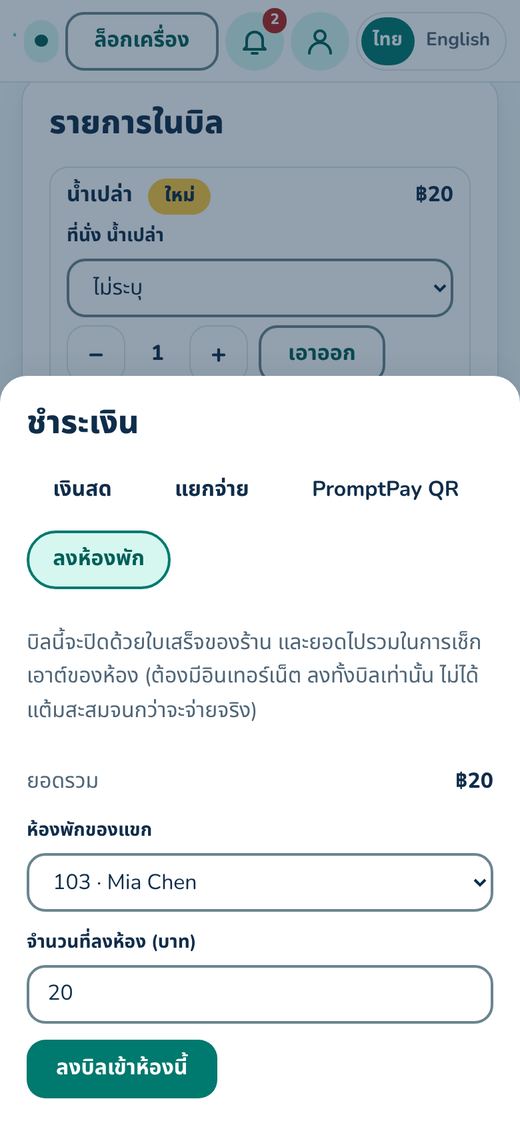 ล็อกเครื่อง
2
ไทย English
รายการในบิล
น้ำเปล่า ใหม่ ฿20
ที่นั่ง น้ำเปล่า
ไม่ระบุ
− 1 + เอาออก
ชำระเงิน
เงินสด แยกจ่าย PromptPay QR
ลงห้องพัก
บิลนี้จะปิดด้วยใบเสร็จของร้าน และยอดไปรวมในการเช็ก
เอาต์ของห้อง (ต้องมีอินเทอร์เน็ต ลงทั้งบิลเท่านั้น ไม่ได้
แต้มสะสมจนกว่าจะจ่ายจริง)
ยอดรวม ฿20
ห้องพักของแขก
103 · Mia Chen
จำนวนที่ลงห้อง (บาท)
20
ลงบิลเข้าห้องนี้